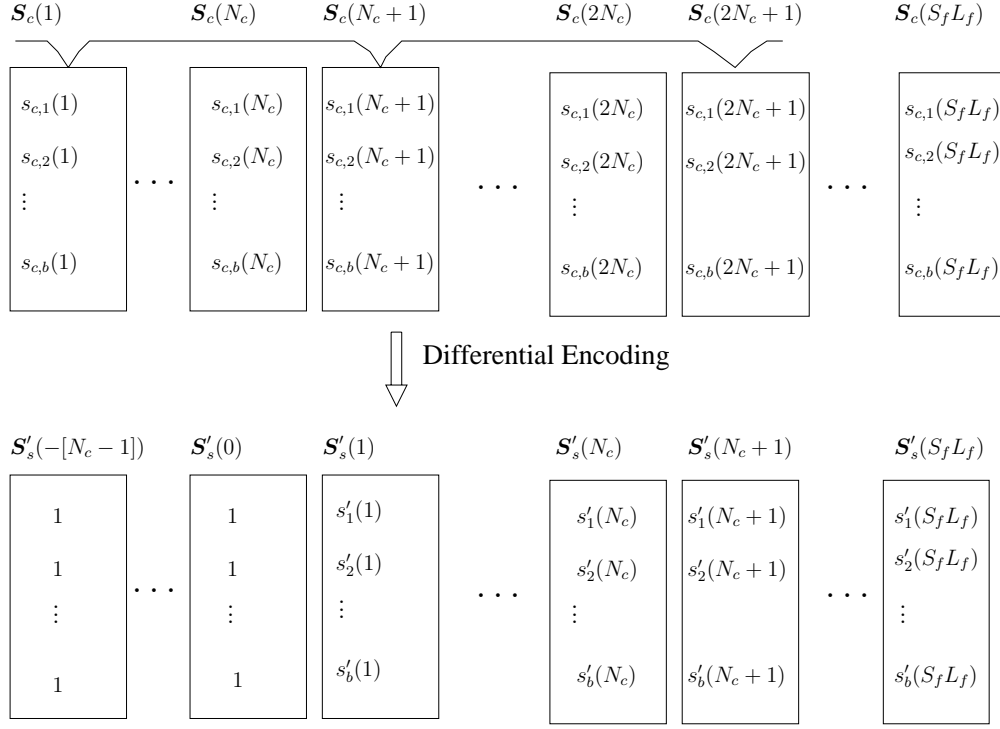 S_c(1) S_c(N_c) S_c(N_c + 1) S_c(2N_c) S_c(2N_c + 1) S_c(S_f L_f)
s_{c,1}(1) s_{c,1}(N_c) s_{c,1}(N_c + 1) s_{c,1}(2N_c) s_{c,1}(2N_c + 1) s_{c,1}(S_f L_f)
s_{c,2}(1) s_{c,2}(N_c) s_{c,2}(N_c + 1) s_{c,2}(2N_c) s_{c,2}(2N_c + 1) s_{c,2}(S_f L_f)
· · · · · · · · ·
⋮ ⋮ ⋮ ⋮ ⋮
s_{c,b}(1) s_{c,b}(N_c) s_{c,b}(N_c + 1) s_{c,b}(2N_c) s_{c,b}(2N_c + 1) s_{c,b}(S_f L_f)
Differential Encoding
S'_s(-[N_c − 1]) S'_s(0) S'_s(1) S'_s(N_c) S'_s(N_c + 1) S'_s(S_f L_f)
1 1 s'_1(1) s'_1(N_c) s'_1(N_c + 1) s'_1(S_f L_f)
1 1 s'_2(1) s'_2(N_c) s'_2(N_c + 1) s'_2(S_f L_f)
· · · · · · · · ·
⋮ ⋮ ⋮ ⋮ ⋮
1 1 s'_b(1) s'_b(N_c) s'_b(N_c + 1) s'_b(S_f L_f)